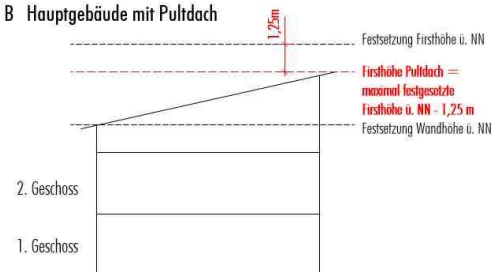 B Hauptgebäude mit Pultdach
1,25m
Festsetzung Firsthöhe ü. NN
Firsthöhe Pultdach =
maximal festgesetzte
Firsthöhe ü. NN - 1,25 m
Festsetzung Wandhöhe ü. NN
2. Geschoss
1. Geschoss